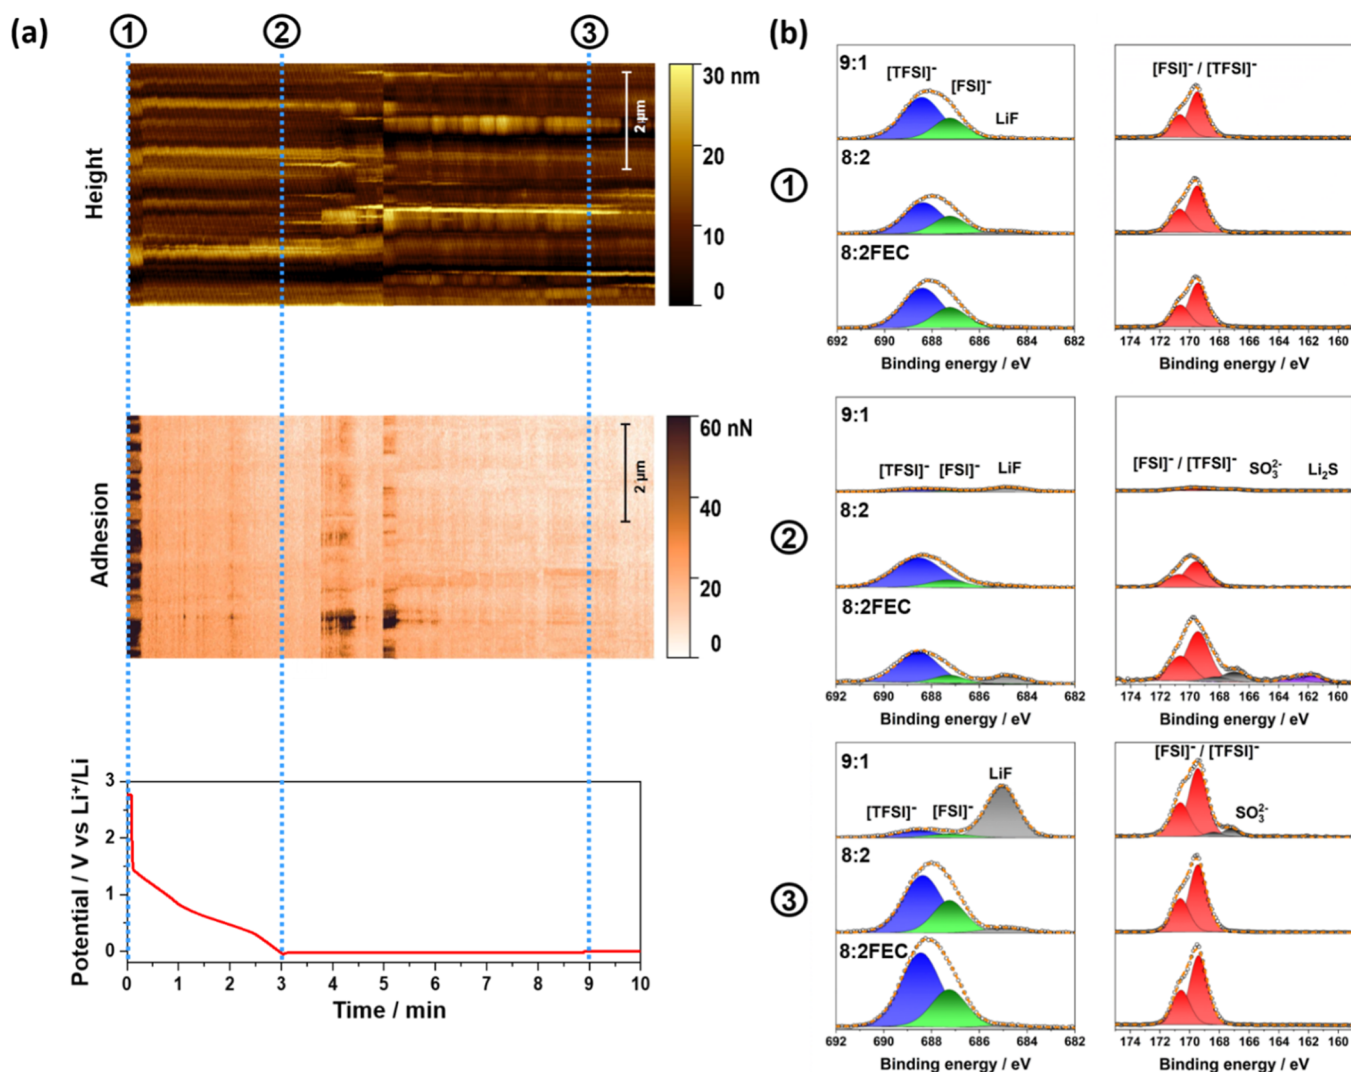 (a)
① ② ③
Height
2 µm
30 nm
20
10
0
Adhesion
2 µm
60 nN
40
20
0
Potential / V vs Li⁺/Li
3
2
1
0
0 1 2 3 4 5 6 7 8 9 10
Time / min
(b)
①
9:1
[TFSI]⁻
[FSI]⁻
LiF
8:2
8:2FEC
692 690 688 686 684 682
Binding energy / eV
[FSI]⁻ / [TFSI]⁻
174 172 170 168 166 164 162 160
Binding energy / eV
②
9:1
[TFSI]⁻ [FSI]⁻ LiF
8:2
8:2FEC
692 690 688 686 684 682
Binding energy / eV
[FSI]⁻ / [TFSI]⁻ SO₃²⁻ Li₂S
174 172 170 168 166 164 162 160
Binding energy / eV
③
9:1
LiF
[TFSI]⁻ [FSI]⁻
8:2
8:2FEC
692 690 688 686 684 682
Binding energy / eV
[FSI]⁻ / [TFSI]⁻
SO₃²⁻
174 172 170 168 166 164 162 160
Binding energy / eV